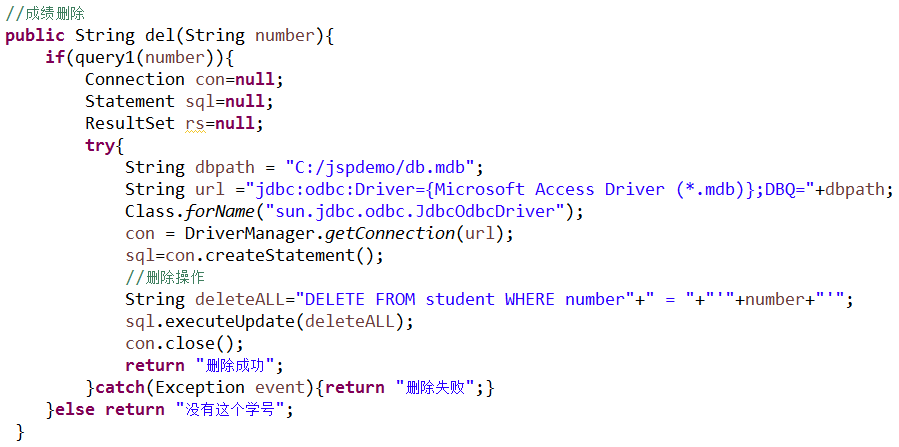 //成绩删除
public String del(String number){
    if(query1(number)){
        Connection con=null;
        Statement sql=null;
        ResultSet rs=null;
        try{
            String dbpath = "C:/jspdemo/db.mdb";
            String url ="jdbc:odbc:Driver={Microsoft Access Driver (*.mdb)};DBQ="+dbpath;
            Class.forName("sun.jdbc.odbc.JdbcOdbcDriver");
            con = DriverManager.getConnection(url);
            sql=con.createStatement();
            //删除操作
            String deleteALL="DELETE FROM student WHERE number"+" = "+"'"+number+"'";
            sql.executeUpdate(deleteALL);
            con.close();
            return "删除成功";
        }catch(Exception event){return "删除失败";}
    }else return "没有这个学号";
 }